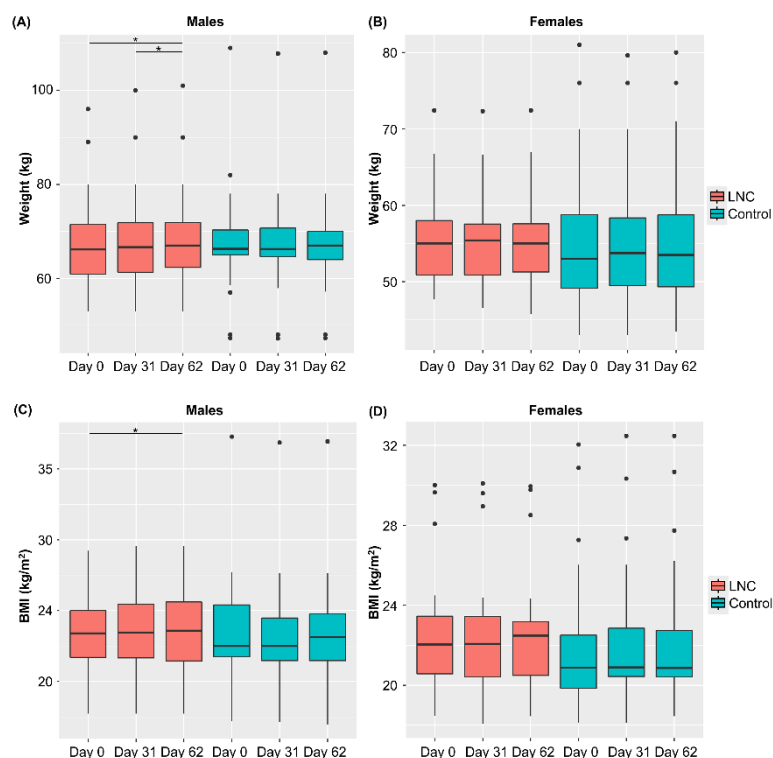 (A) Males
*
*
Weight (kg)
100
80
60
Day 0 Day 31 Day 62 Day 0 Day 31 Day 62
(B) Females
Weight (kg)
80
70
60
50
Day 0 Day 31 Day 62 Day 0 Day 31 Day 62
LNC
Control
(C) Males
*
BMI (kg/m²)
35
30
23
20
Day 0 Day 31 Day 62 Day 0 Day 31 Day 62
(D) Females
BMI (kg/m²)
32
28
22
20
Day 0 Day 31 Day 62 Day 0 Day 31 Day 62
LNC
Control